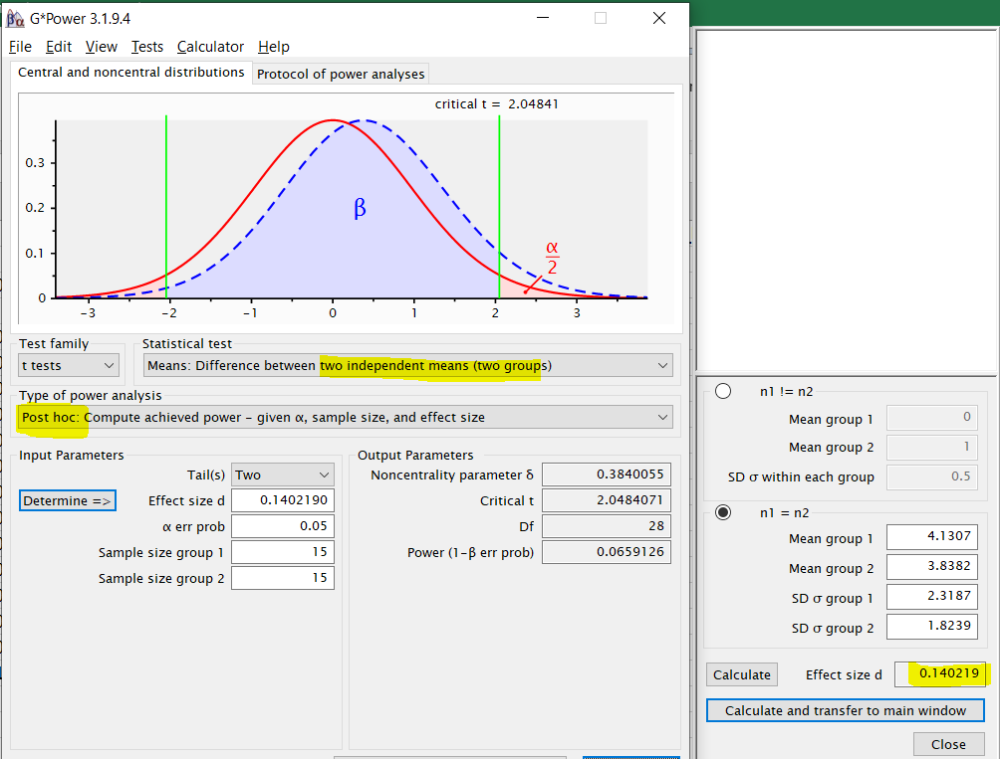 G*Power 3.1.9.4
File Edit View Tests Calculator Help
Central and noncentral distributions Protocol of power analyses
critical t = 2.04841
0.3
0.2
0.1
0
β
α
2
-3 -2 -1 0 1 2 3
Test family Statistical test
t tests Means: Difference between two independent means (two groups)
Type of power analysis
Post hoc: Compute achieved power - given α, sample size, and effect size
Input Parameters
Tail(s) Two
Determine => Effect size d 0.1402190
α err prob 0.05
Sample size group 1 15
Sample size group 2 15
Output Parameters
Noncentrality parameter δ 0.3840055
Critical t 2.0484071
Df 28
Power (1-β err prob) 0.0659126
n1 != n2
Mean group 1 0
Mean group 2 1
SD σ within each group 0.5
n1 = n2
Mean group 1 4.1307
Mean group 2 3.8382
SD σ group 1 2.3187
SD σ group 2 1.8239
Calculate Effect size d 0.140219
Calculate and transfer to main window
Close